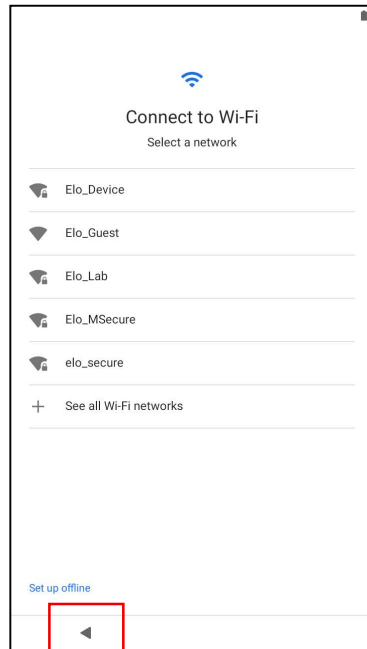 Connect to Wi-Fi
Select a network
Elo_Device
Elo_Guest
Elo_Lab
Elo_MSecure
elo_secure
See all Wi-Fi networks
Set up offline